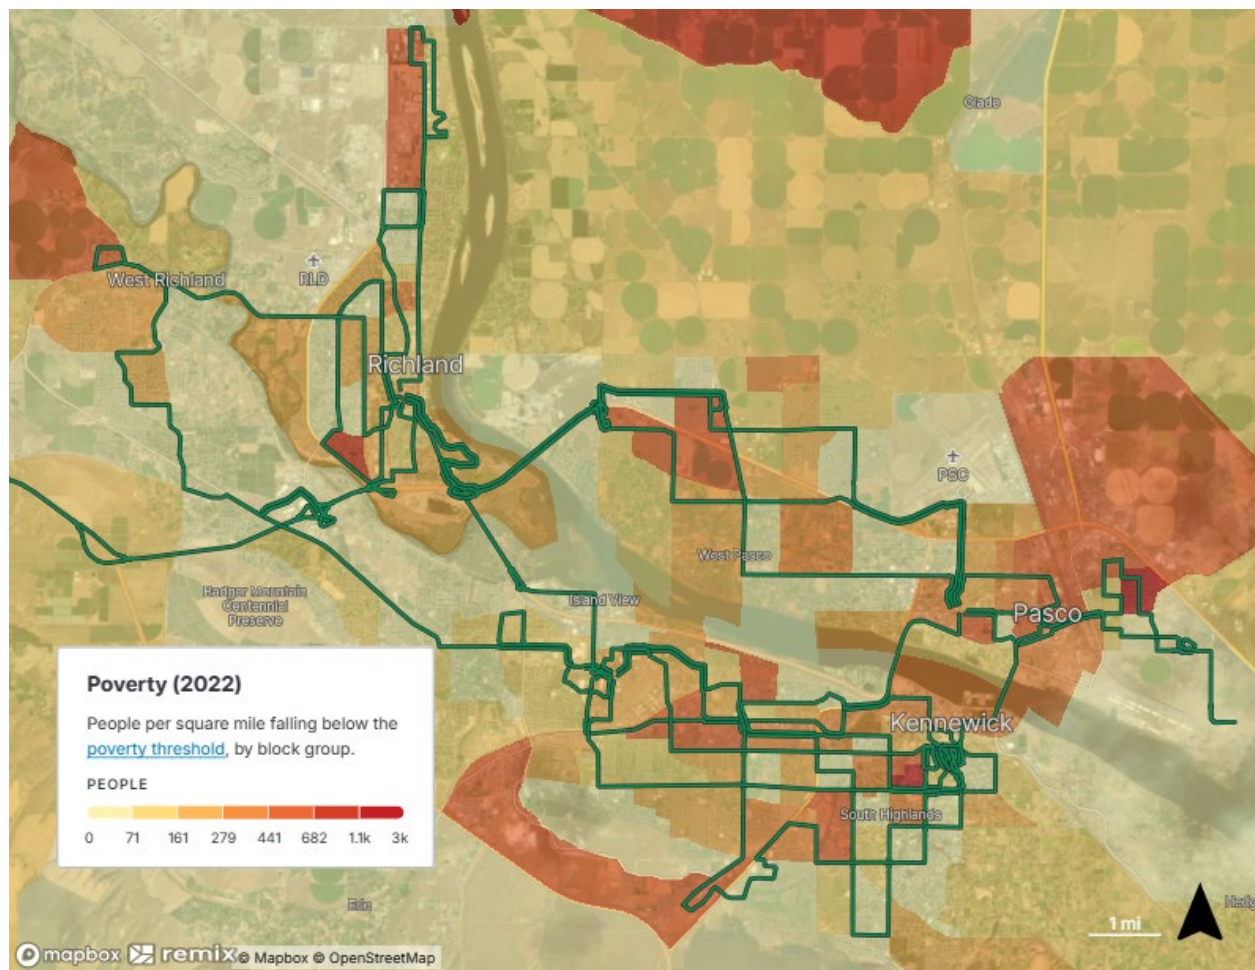 Glade
West Richland
RLD
Richland
PSC
West Pasco
Badger Mountain
Centennial
Preserve
Island View
Pasco
Poverty (2022)
People per square mile falling below the
poverty threshold, by block group.
PEOPLE
0 71 161 279 441 682 1.1k 3k
Kennewick
South Highlands
1 mi
mapbox remix © Mapbox © OpenStreetMap